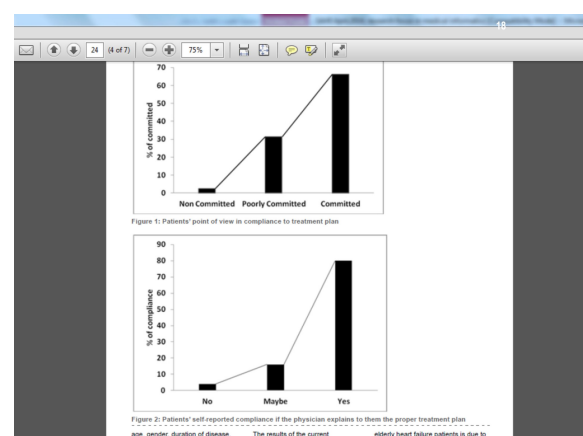 18
24 (4 of 7) 75%
70
60
50
40
30
20
10
0
% of committed
Non Committed Poorly Committed Committed
Figure 1: Patients' point of view in compliance to treatment plan
90
80
70
60
50
40
30
20
10
0
% of compliance
No Maybe Yes
Figure 2: Patients' self-reported compliance if the physician explains to them the proper treatment plan
age, gender, duration of disease The results of the current elderly heart failure patients is due to